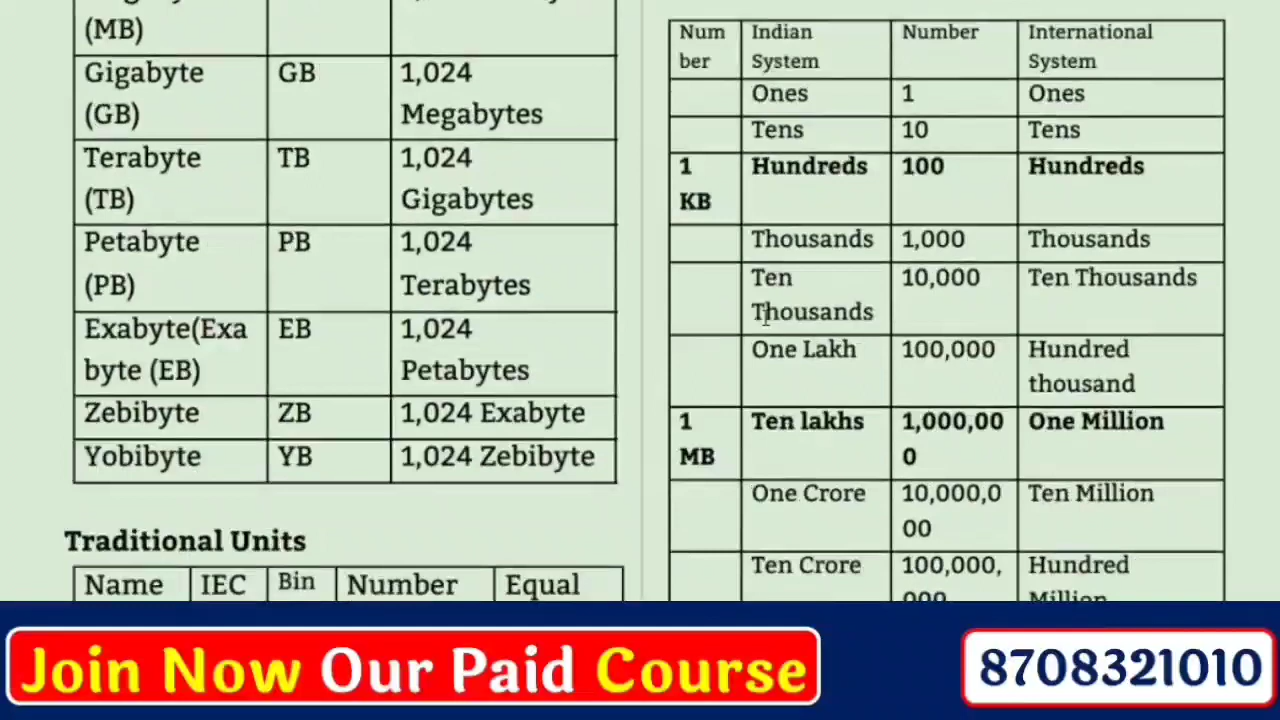 (MB)
Gigabyte GB 1,024
(GB) Megabytes
Terabyte TB 1,024
(TB) Gigabytes
Petabyte PB 1,024
(PB) Terabytes
Exabyte(Exa EB 1,024
byte (EB) Petabytes
Zebibyte ZB 1,024 Exabyte
Yobibyte YB 1,024 Zebibyte
Traditional Units
Name IEC Bin Number Equal
Num Indian Number International
ber System System
Ones 1 Ones
Tens 10 Tens
1 Hundreds 100 Hundreds
KB
Thousands 1,000 Thousands
Ten 10,000 Ten Thousands
Thousands
One Lakh 100,000 Hundred
thousand
1 Ten lakhs 1,000,00 One Million
MB 0
One Crore 10,000,0 Ten Million
00
Ten Crore 100,000, Hundred
000 Million
Join Now Our Paid Course
8708321010